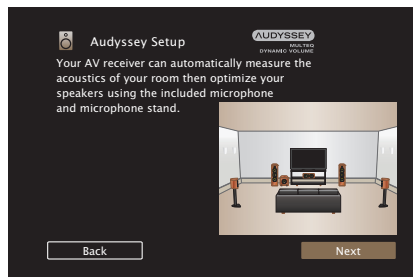 Audyssey Setup
AUDYSSEY
MULTEQ
DYNAMIC VOLUME
Your AV receiver can automatically measure the
acoustics of your room then optimize your
speakers using the included microphone
and microphone stand.
Back
Next